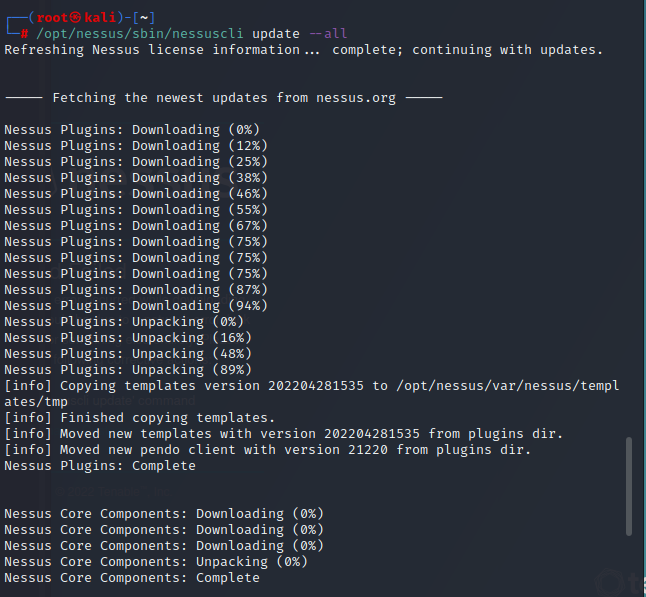 ┌──(root㉿kali)-[~]
└─# /opt/nessus/sbin/nessuscli update --all
Refreshing Nessus license information... complete; continuing with updates.
----- Fetching the newest updates from nessus.org -----
Nessus Plugins: Downloading (0%)
Nessus Plugins: Downloading (12%)
Nessus Plugins: Downloading (25%)
Nessus Plugins: Downloading (38%)
Nessus Plugins: Downloading (46%)
Nessus Plugins: Downloading (55%)
Nessus Plugins: Downloading (67%)
Nessus Plugins: Downloading (75%)
Nessus Plugins: Downloading (75%)
Nessus Plugins: Downloading (75%)
Nessus Plugins: Downloading (87%)
Nessus Plugins: Downloading (94%)
Nessus Plugins: Unpacking (0%)
Nessus Plugins: Unpacking (16%)
Nessus Plugins: Unpacking (48%)
Nessus Plugins: Unpacking (89%)
[info] Copying templates version 202204281535 to /opt/nessus/var/nessus/templ
ates/tmp
[info] Finished copying templates.
[info] Moved new templates with version 202204281535 from plugins dir.
[info] Moved new pendo client with version 21220 from plugins dir.
Nessus Plugins: Complete
Nessus Core Components: Downloading (0%)
Nessus Core Components: Downloading (0%)
Nessus Core Components: Downloading (0%)
Nessus Core Components: Unpacking (0%)
Nessus Core Components: Complete